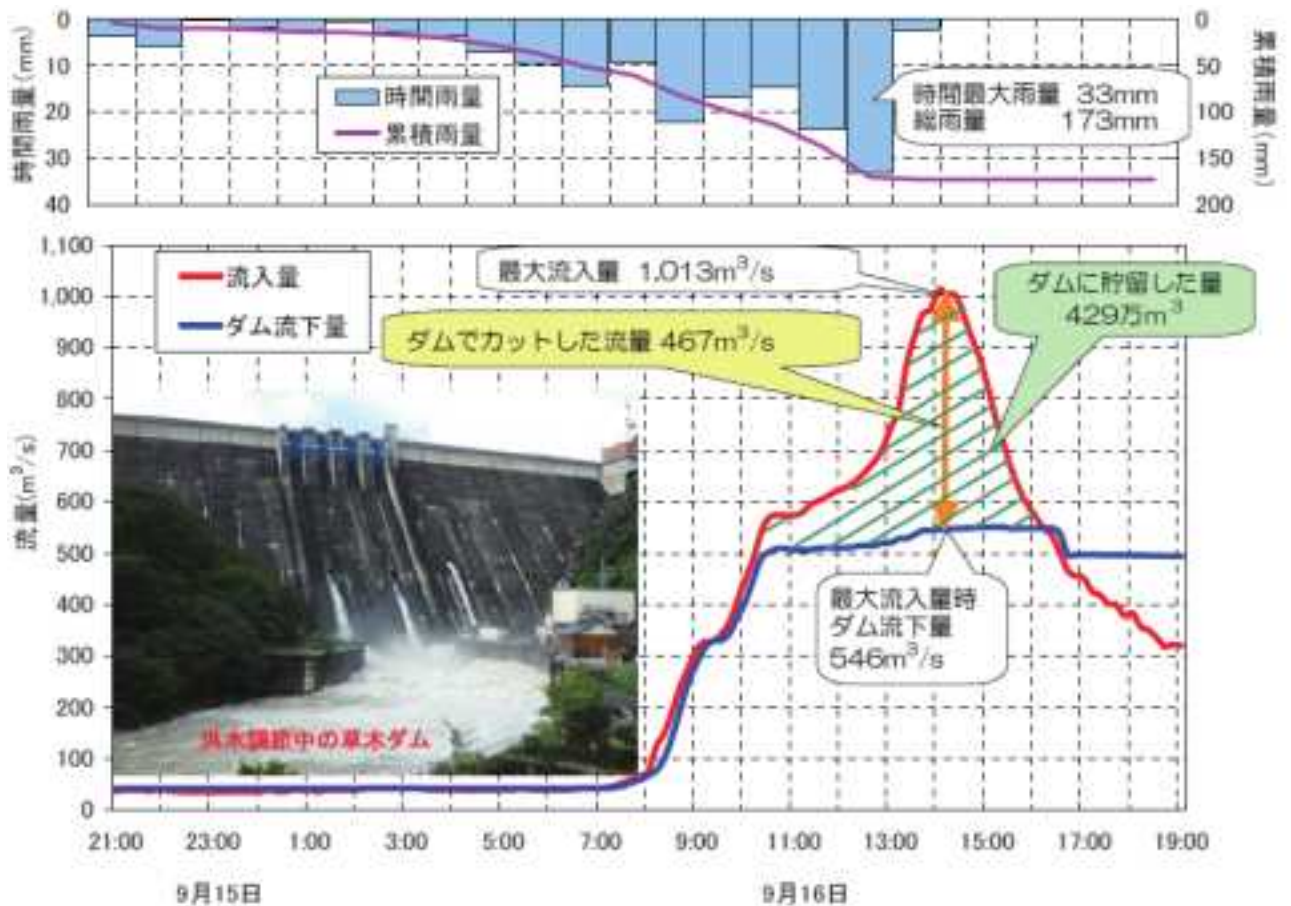 時間雨量(mm)
0
10
20
30
40
時間雨量
累積雨量
時間最大雨量 33mm
総雨量 173mm
0
50
100
150
200
累積雨量(mm)
流量(m³/s)
1,100
1,000
900
800
700
600
500
400
300
200
100
0
流入量
ダム流下量
最大流入量 1,013m³/s
ダムでカットした流量 467m³/s
ダムに貯留した量
429万m³
最大流入量時
ダム流下量
546m³/s
洪水調節中の草木ダム
21:00 23:00 1:00 3:00 5:00 7:00 9:00 11:00 13:00 15:00 17:00 19:00
9月15日 9月16日